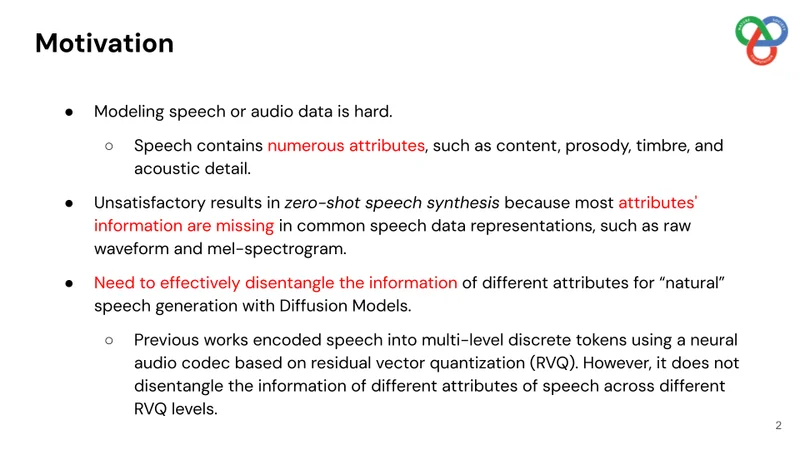 Motivation
● Modeling speech or audio data is hard.
○ Speech contains numerous attributes, such as content, prosody, timbre, and
acoustic detail.
● Unsatisfactory results in zero-shot speech synthesis because most attributes'
information are missing in common speech data representations, such as raw
waveform and mel-spectrogram.
● Need to effectively disentangle the information of different attributes for “natural”
speech generation with Diffusion Models.
○ Previous works encoded speech into multi-level discrete tokens using a neural
audio codec based on residual vector quantization (RVQ). However, it does not
disentangle the information of different attributes of speech across different
RVQ levels.
2